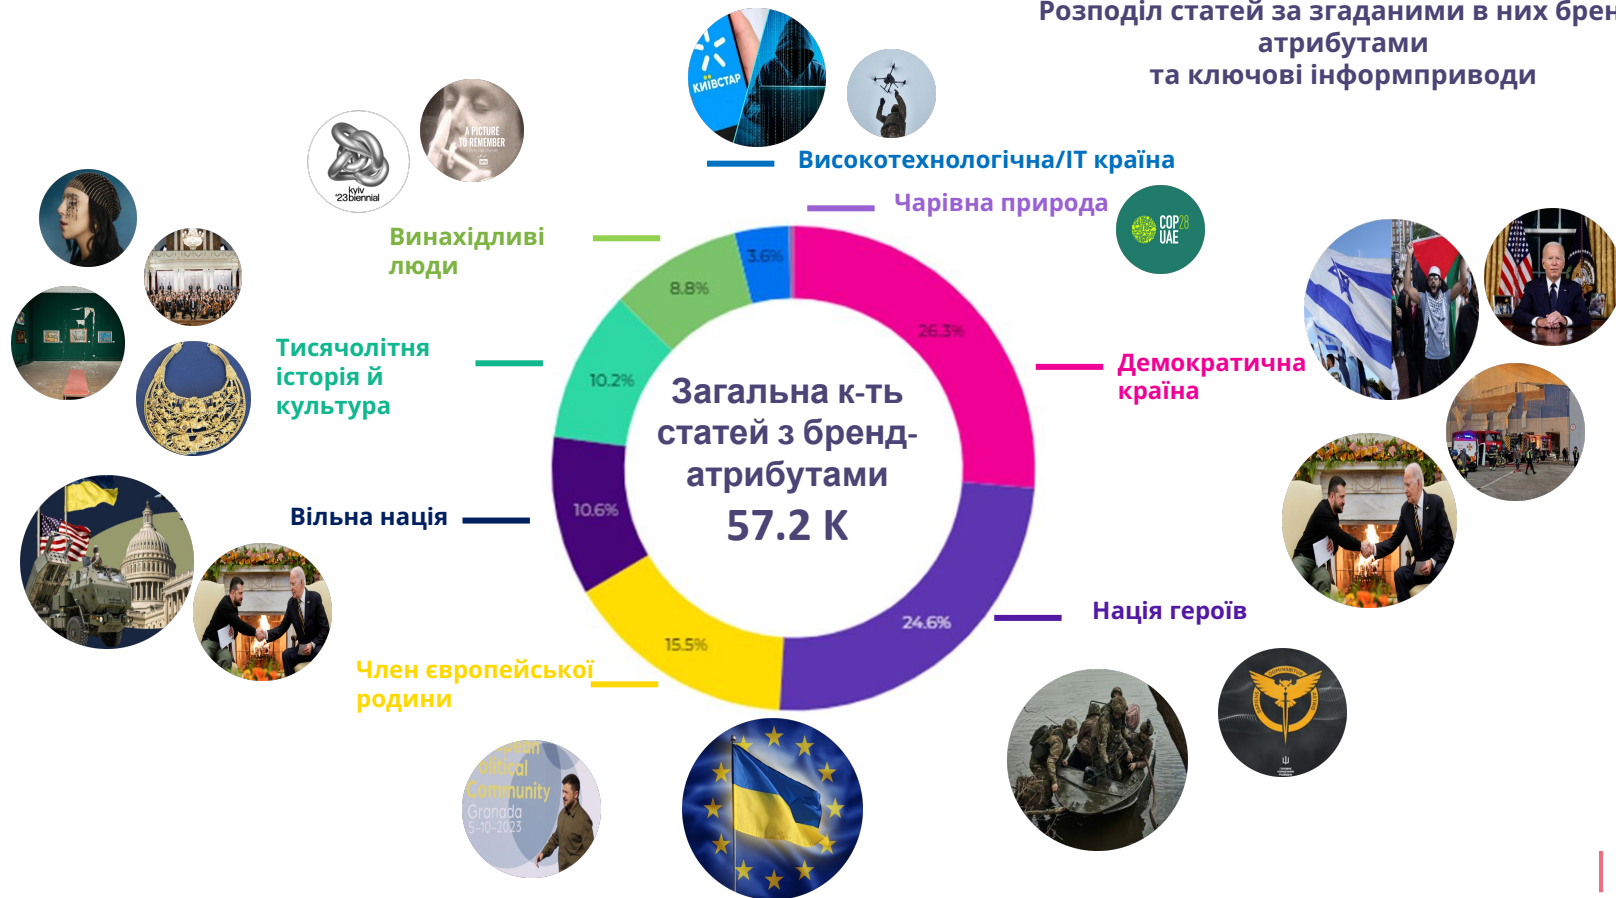 Розподіл статей за згаданими в них брен
атрибутами
та ключові інформприводи
КИЇВСТАР
A PICTURE
TO REMEMBER
kyiv
'23 biennial
Високотехнологічна/ІТ країна
Чарівна природа
COP28
UAE
Винахідливі
люди
3.6%
8.8%
26.3%
Тисячолітня
історія й
культура
10.2%
Демократична
країна
Загальна к-ть
статей з бренд-
атрибутами
57.2 К
Вільна нація
10.6%
Нація героїв
24.6%
15.5%
Член європейської
родини
Political
Community
Granada
5-10-2023